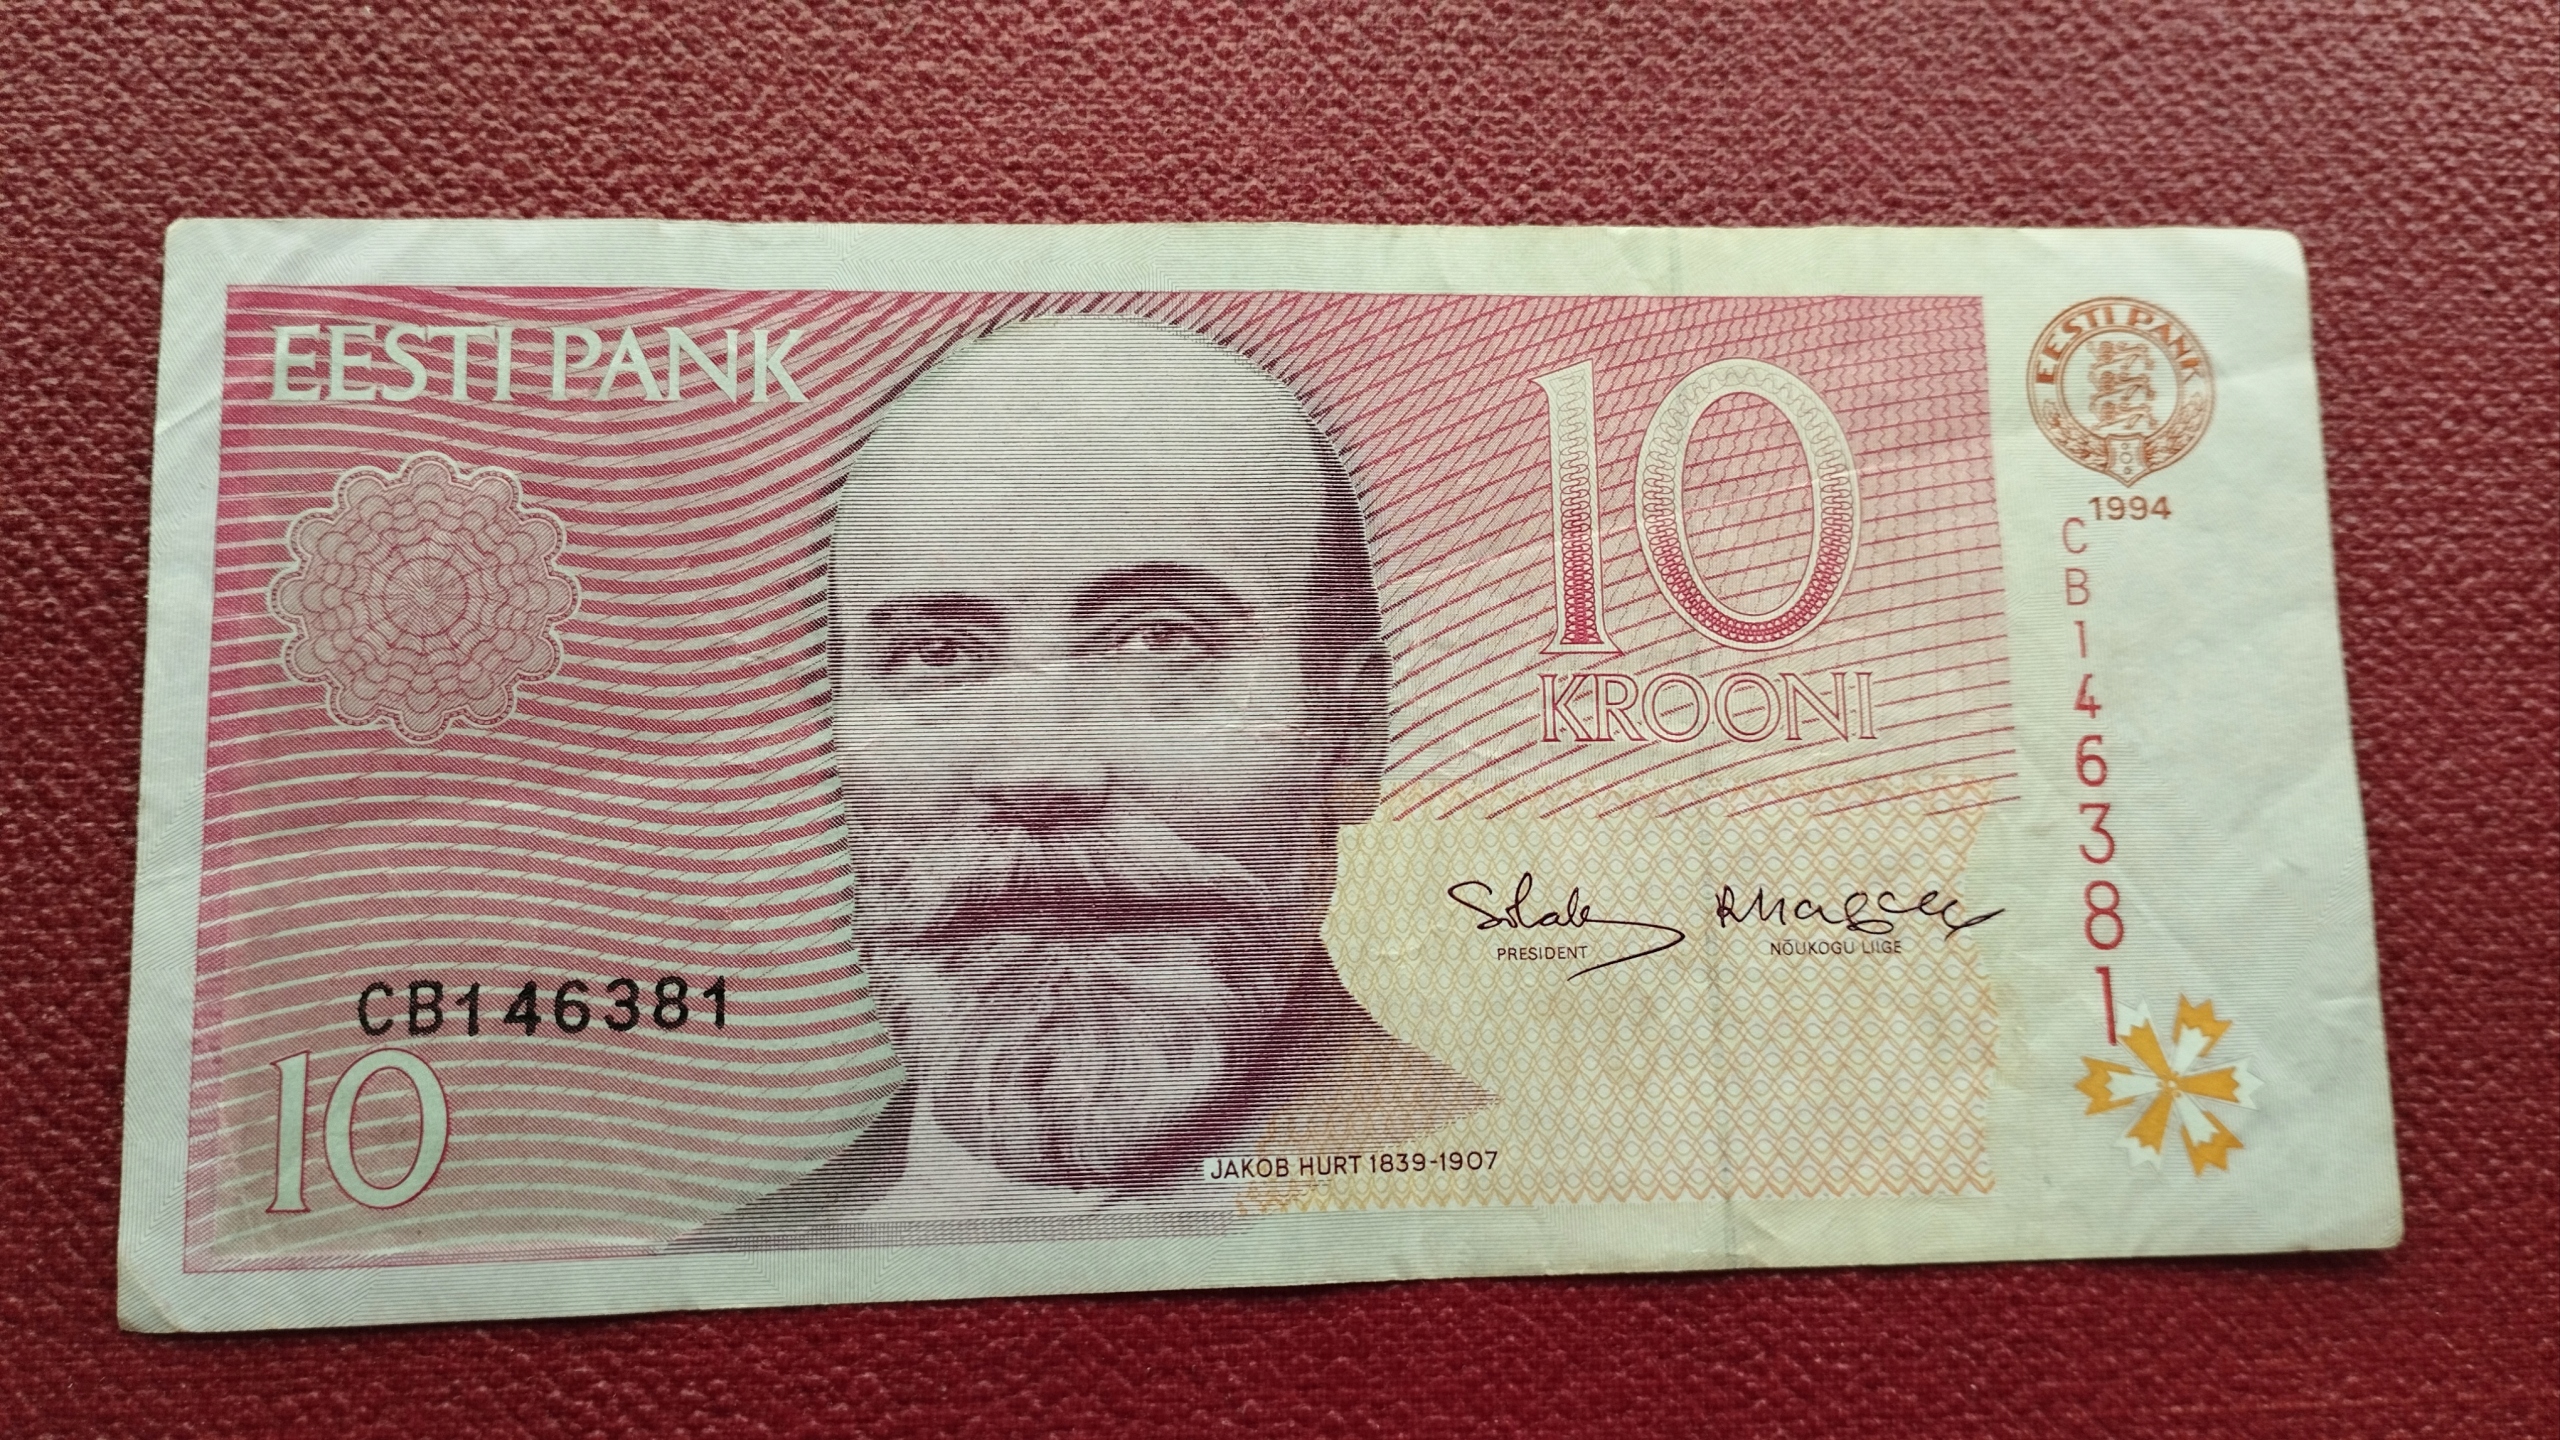 EESTI PANK
10
KROONI
EESTI PANK
1994
CB146381
PRESIDENT
NÕUKOGU LIIGE
CB146381
10
JAKOB HURT 1839-1907